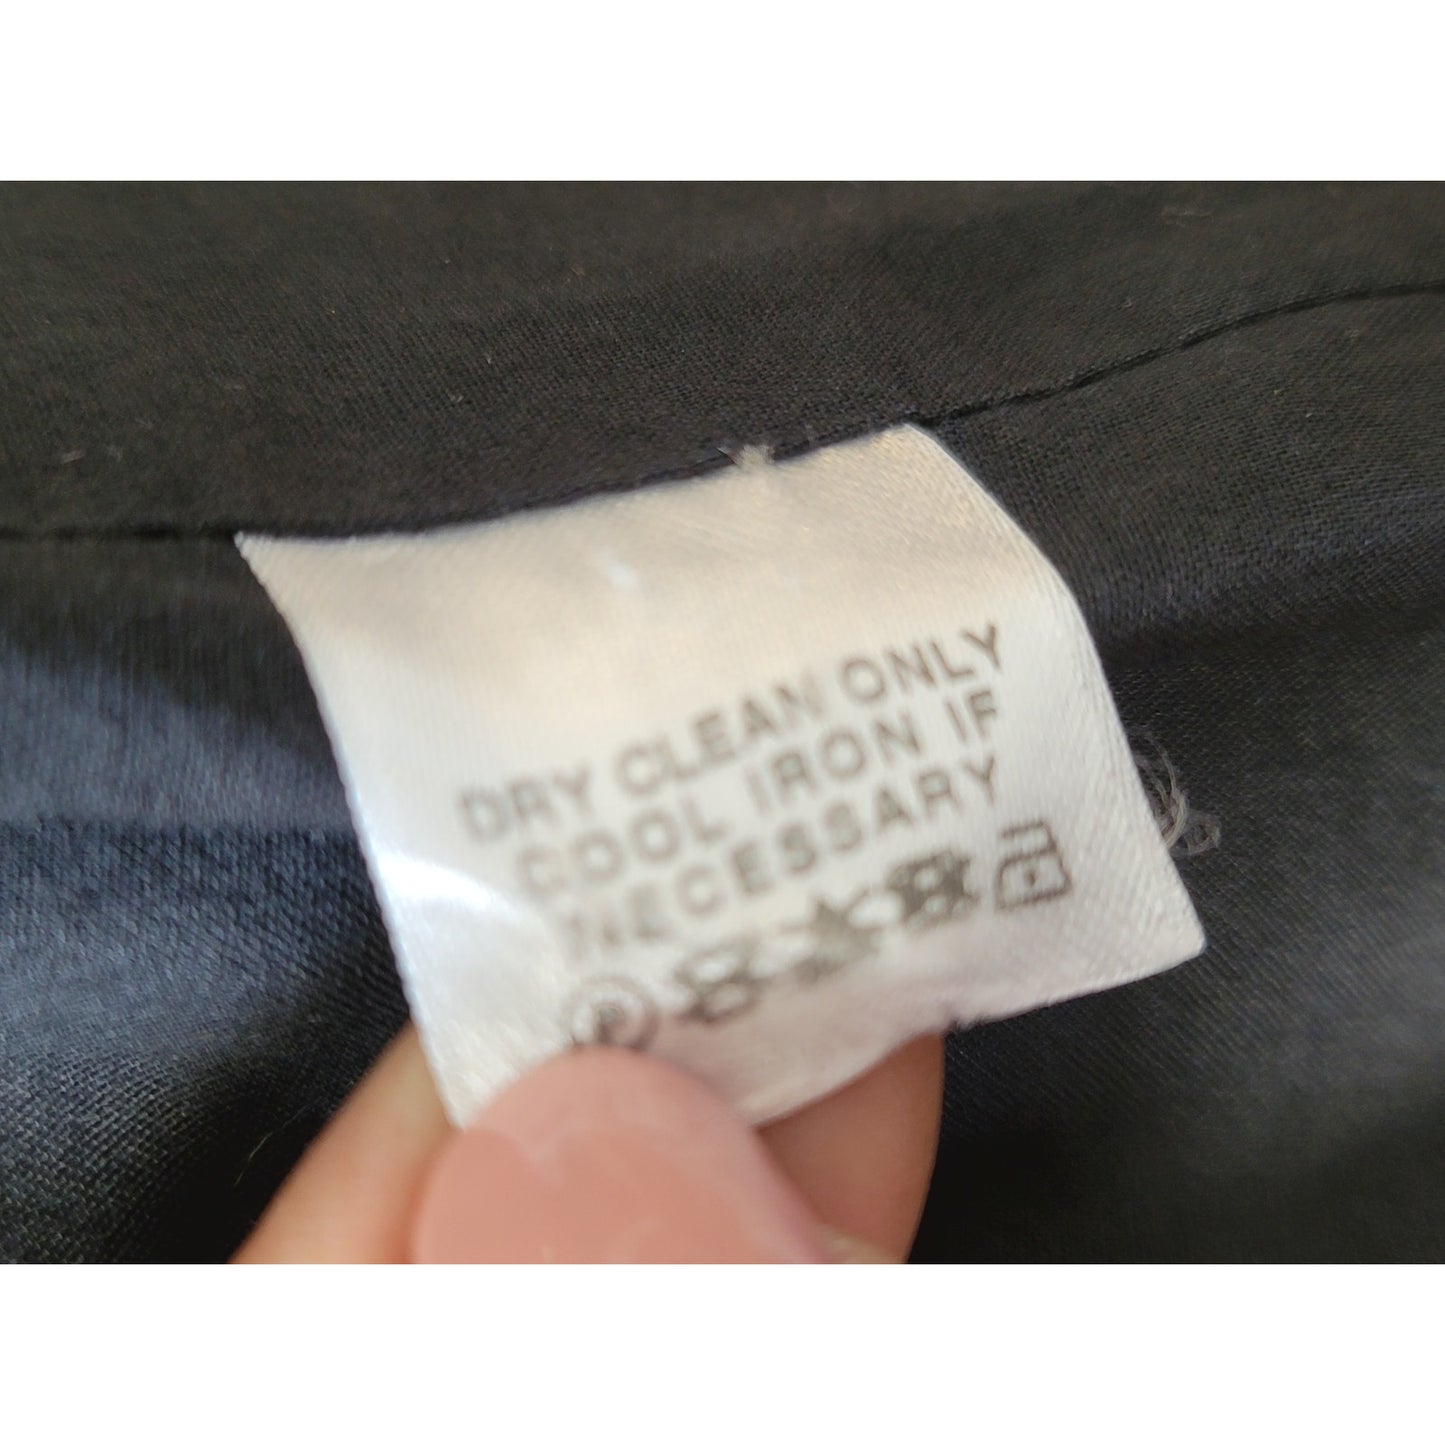 DRY CLEAN ONLY
COOL IRON IF
NECESSARY
P